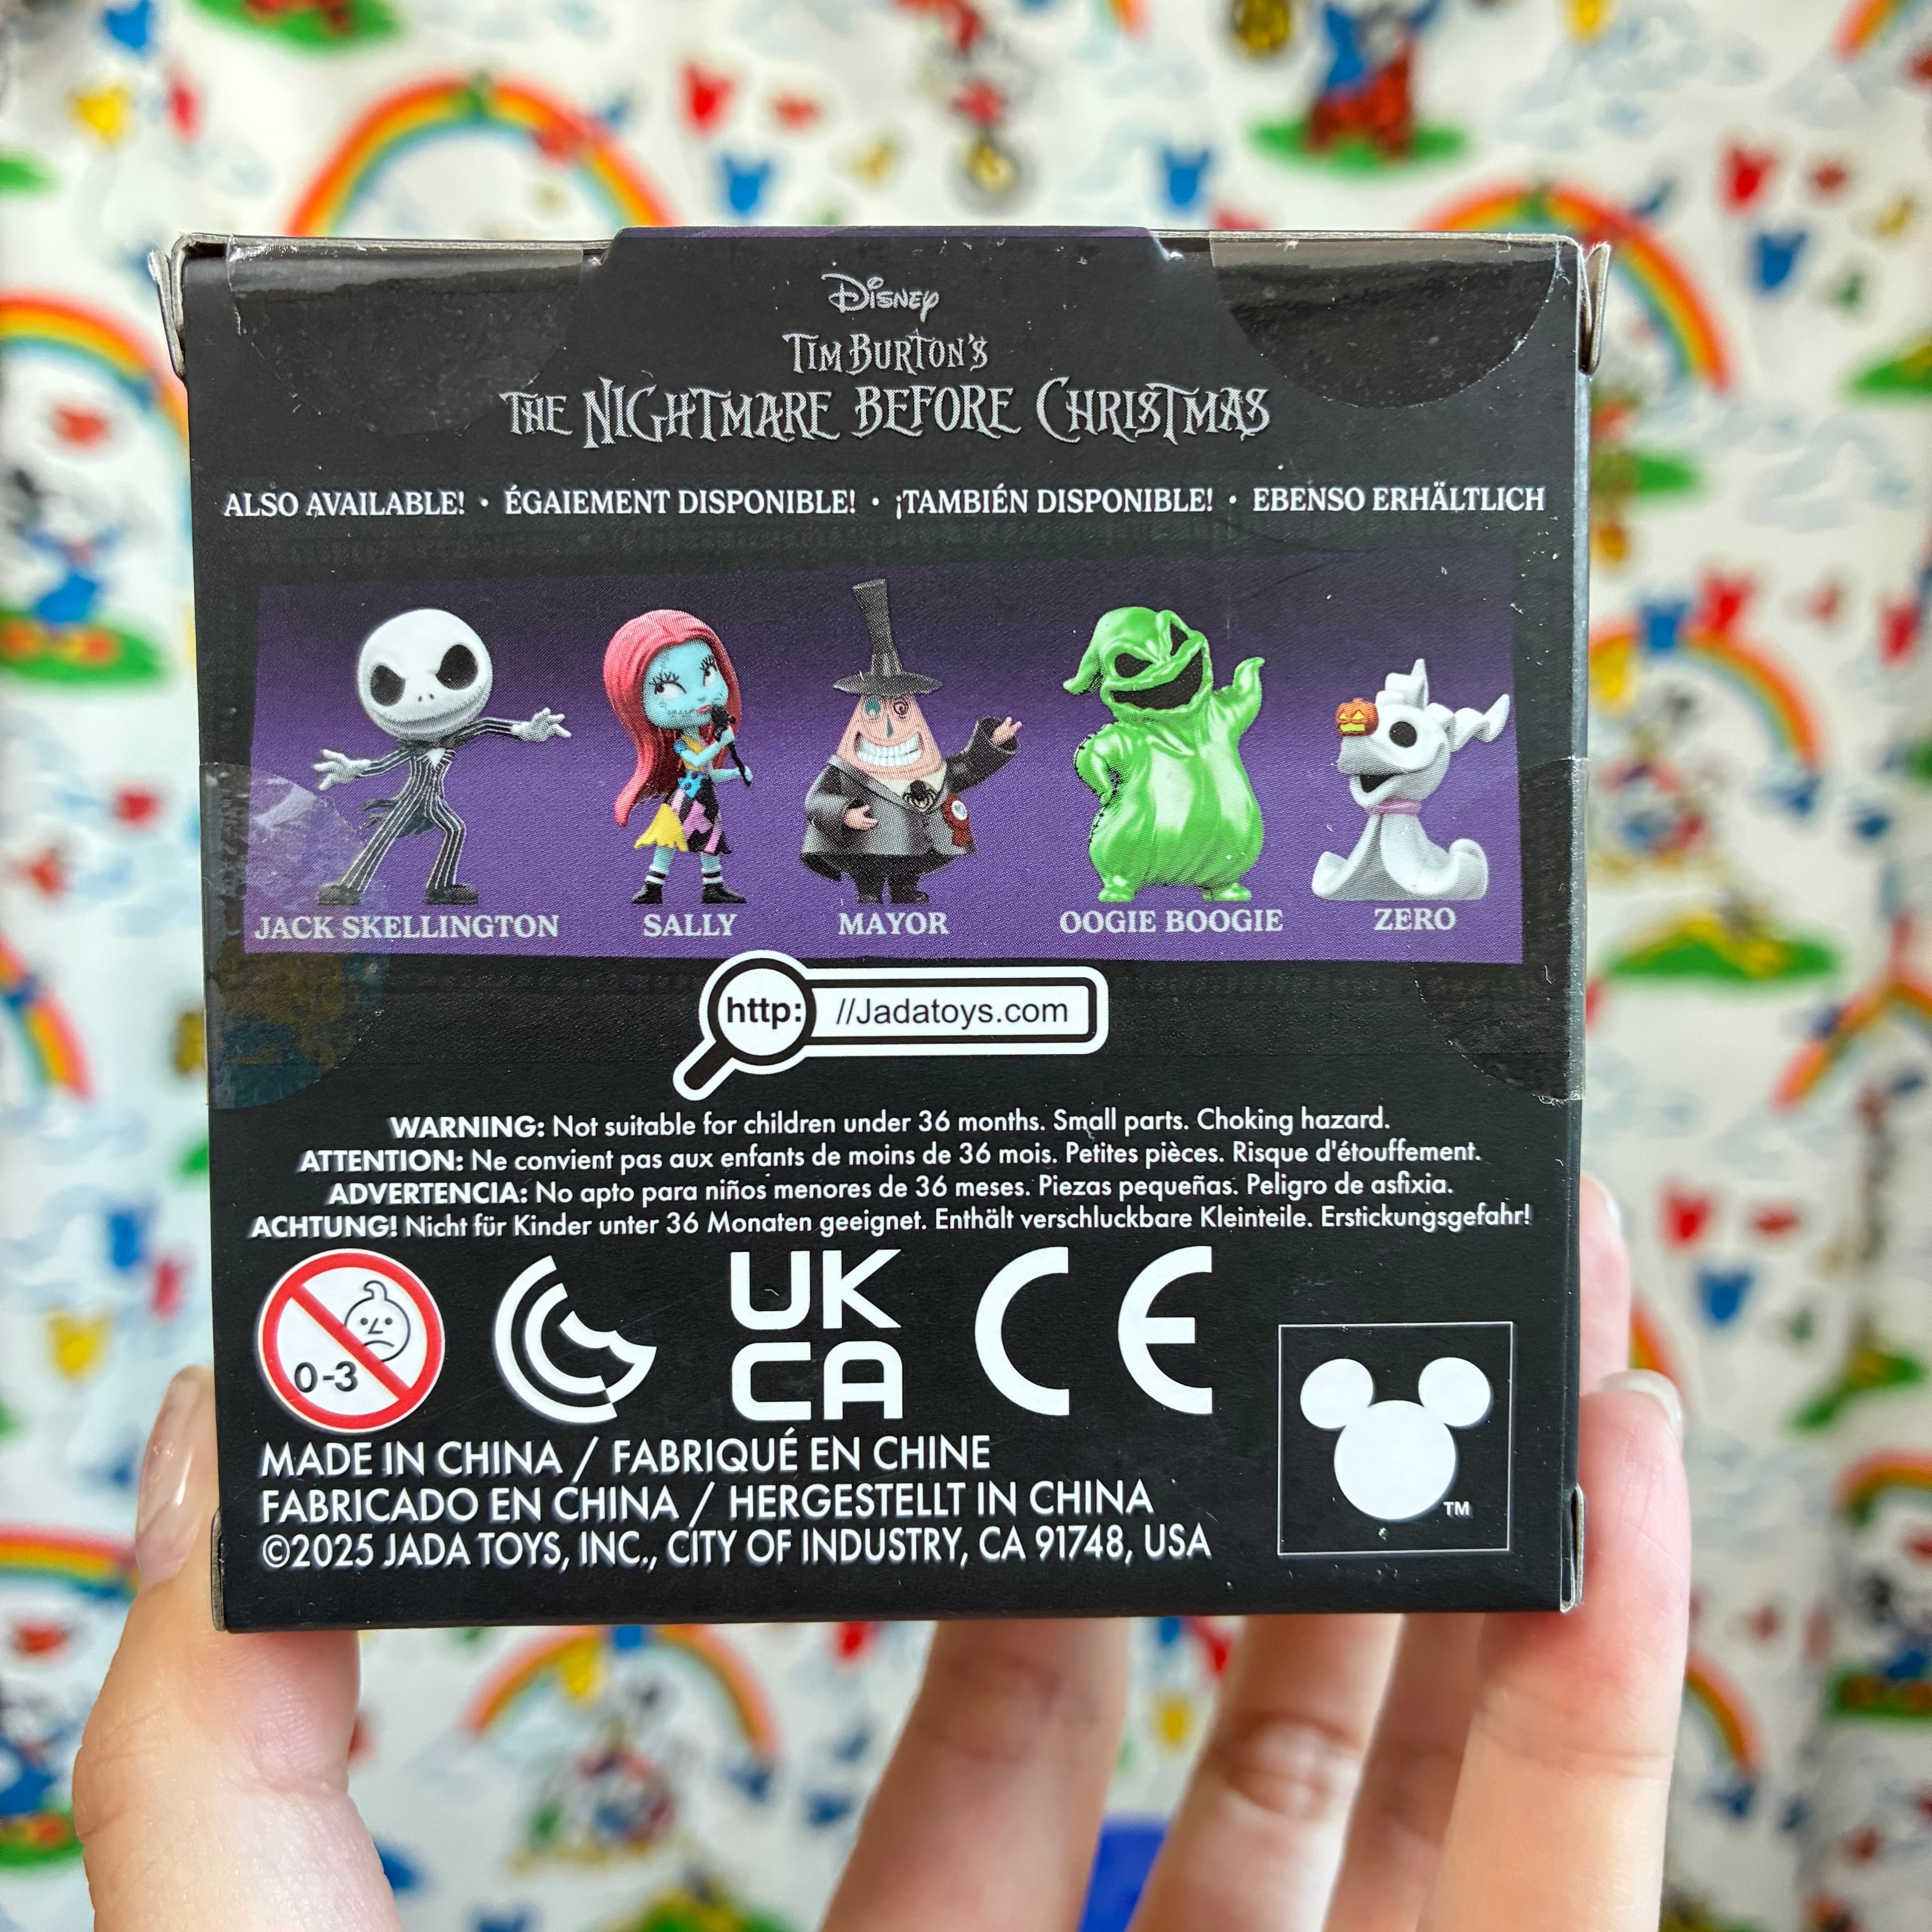 Disney
TIM BURTON'S
THE NIGHTMARE BEFORE CHRISTMAS
ALSO AVAILABLE! • ÉGAIEMENT DISPONIBLE! • ¡TAMBIÉN DISPONIBLE! • EBENSO ERHÄLTLICH
JACK SKELLINGTON SALLY MAYOR OOGIE BOOGIE ZERO
http: //Jadatoys.com
WARNING: Not suitable for children under 36 months. Small parts. Choking hazard.
ATTENTION: Ne convient pas aux enfants de moins de 36 mois. Petites pièces. Risque d'étouffement.
ADVERTENCIA: No apto para niños menores de 36 meses. Piezas pequeñas. Peligro de asfixia.
ACHTUNG! Nicht für Kinder unter 36 Monaten geeignet. Enthält verschluckbare Kleinteile. Erstickungsgefahr!
0-3
UK
CA
CE
MADE IN CHINA / FABRIQUÉ EN CHINE
FABRICADO EN CHINA / HERGESTELLT IN CHINA
©2025 JADA TOYS, INC., CITY OF INDUSTRY, CA 91748, USA
TM